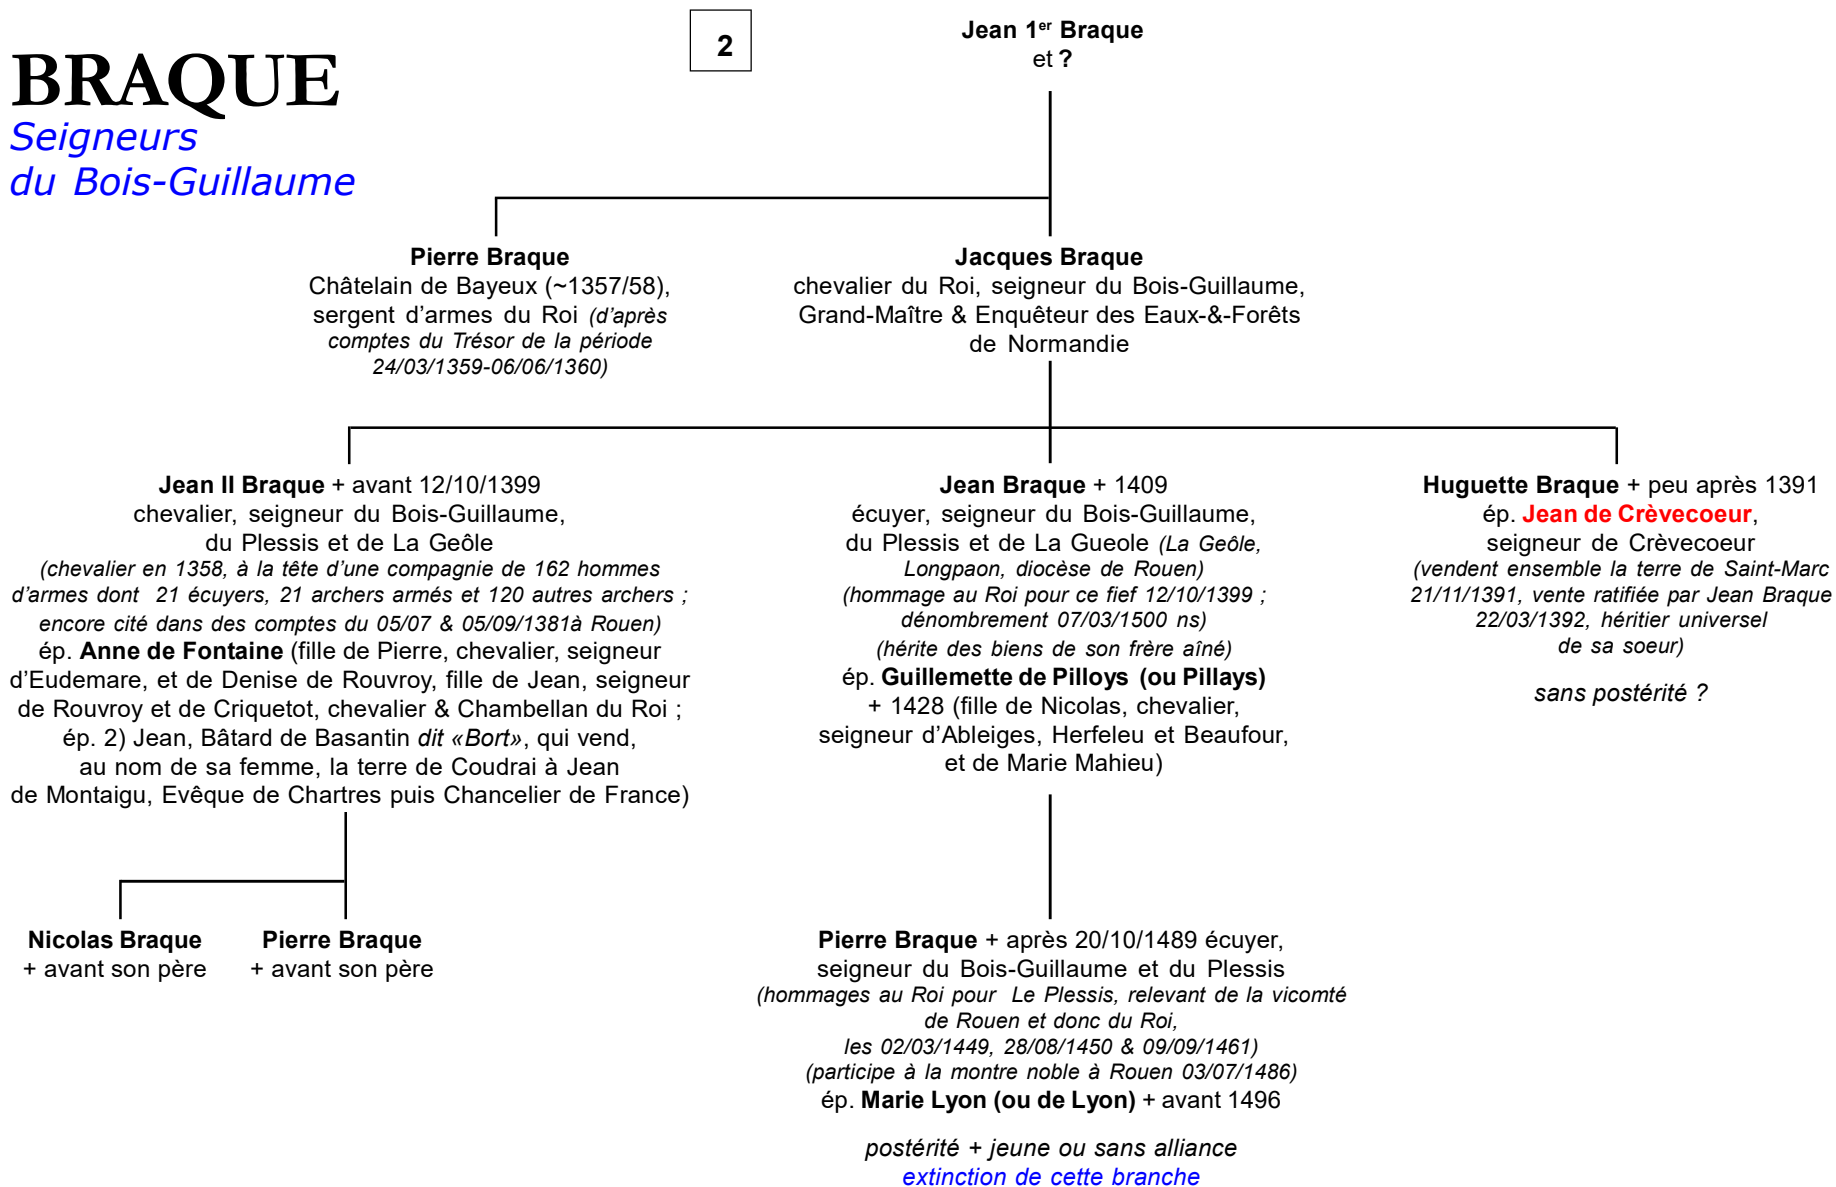 BRAQUE
Seigneurs
du Bois-Guillaume
2
Jean 1er Braque
et ?
Pierre Braque
Châtelain de Bayeux (~1357/58),
sergent d’armes du Roi (d’après
comptes du Trésor de la période
24/03/1359-06/06/1360)
Jacques Braque
chevalier du Roi, seigneur du Bois-Guillaume,
Grand-Maître & Enquêteur des Eaux-&-Forêts
de Normandie
Jean II Braque + avant 12/10/1399
chevalier, seigneur du Bois-Guillaume,
du Plessis et de La Geôle
(chevalier en 1358, à la tête d’une compagnie de 162 hommes
d’armes dont 21 écuyers, 21 archers armés et 120 autres archers ;
encore cité dans des comptes du 05/07 & 05/09/1381à Rouen)
ép. Anne de Fontaine (fille de Pierre, chevalier, seigneur
d’Eudemare, et de Denise de Rouvroy, fille de Jean, seigneur
de Rouvroy et de Criquetot, chevalier & Chambellan du Roi ;
ép. 2) Jean, Bâtard de Basantin dit «Bort», qui vend,
au nom de sa femme, la terre de Coudrai à Jean
de Montaigu, Evêque de Chartres puis Chancelier de France)
Jean Braque + 1409
écuyer, seigneur du Bois-Guillaume,
du Plessis et de La Gueole (La Geôle,
Longpaon, diocèse de Rouen)
(hommage au Roi pour ce fief 12/10/1399 ;
dénombrement 07/03/1500 ns)
(hérite des biens de son frère aîné)
ép. Guillemette de Pilloys (ou Pillays)
+ 1428 (fille de Nicolas, chevalier,
seigneur d’Ableiges, Herfeleu et Beaufour,
et de Marie Mahieu)
Huguette Braque + peu après 1391
ép. Jean de Crèvecoeur,
seigneur de Crèvecoeur
(vendent ensemble la terre de Saint-Marc
21/11/1391, vente ratifiée par Jean Braque
22/03/1392, héritier universel
de sa soeur)
sans postérité ?
Nicolas Braque
+ avant son père
Pierre Braque
+ avant son père
Pierre Braque + après 20/10/1489 écuyer,
seigneur du Bois-Guillaume et du Plessis
(hommages au Roi pour Le Plessis, relevant de la vicomté
de Rouen et donc du Roi,
les 02/03/1449, 28/08/1450 & 09/09/1461)
(participe à la montre noble à Rouen 03/07/1486)
ép. Marie Lyon (ou de Lyon) + avant 1496
postérité + jeune ou sans alliance
extinction de cette branche